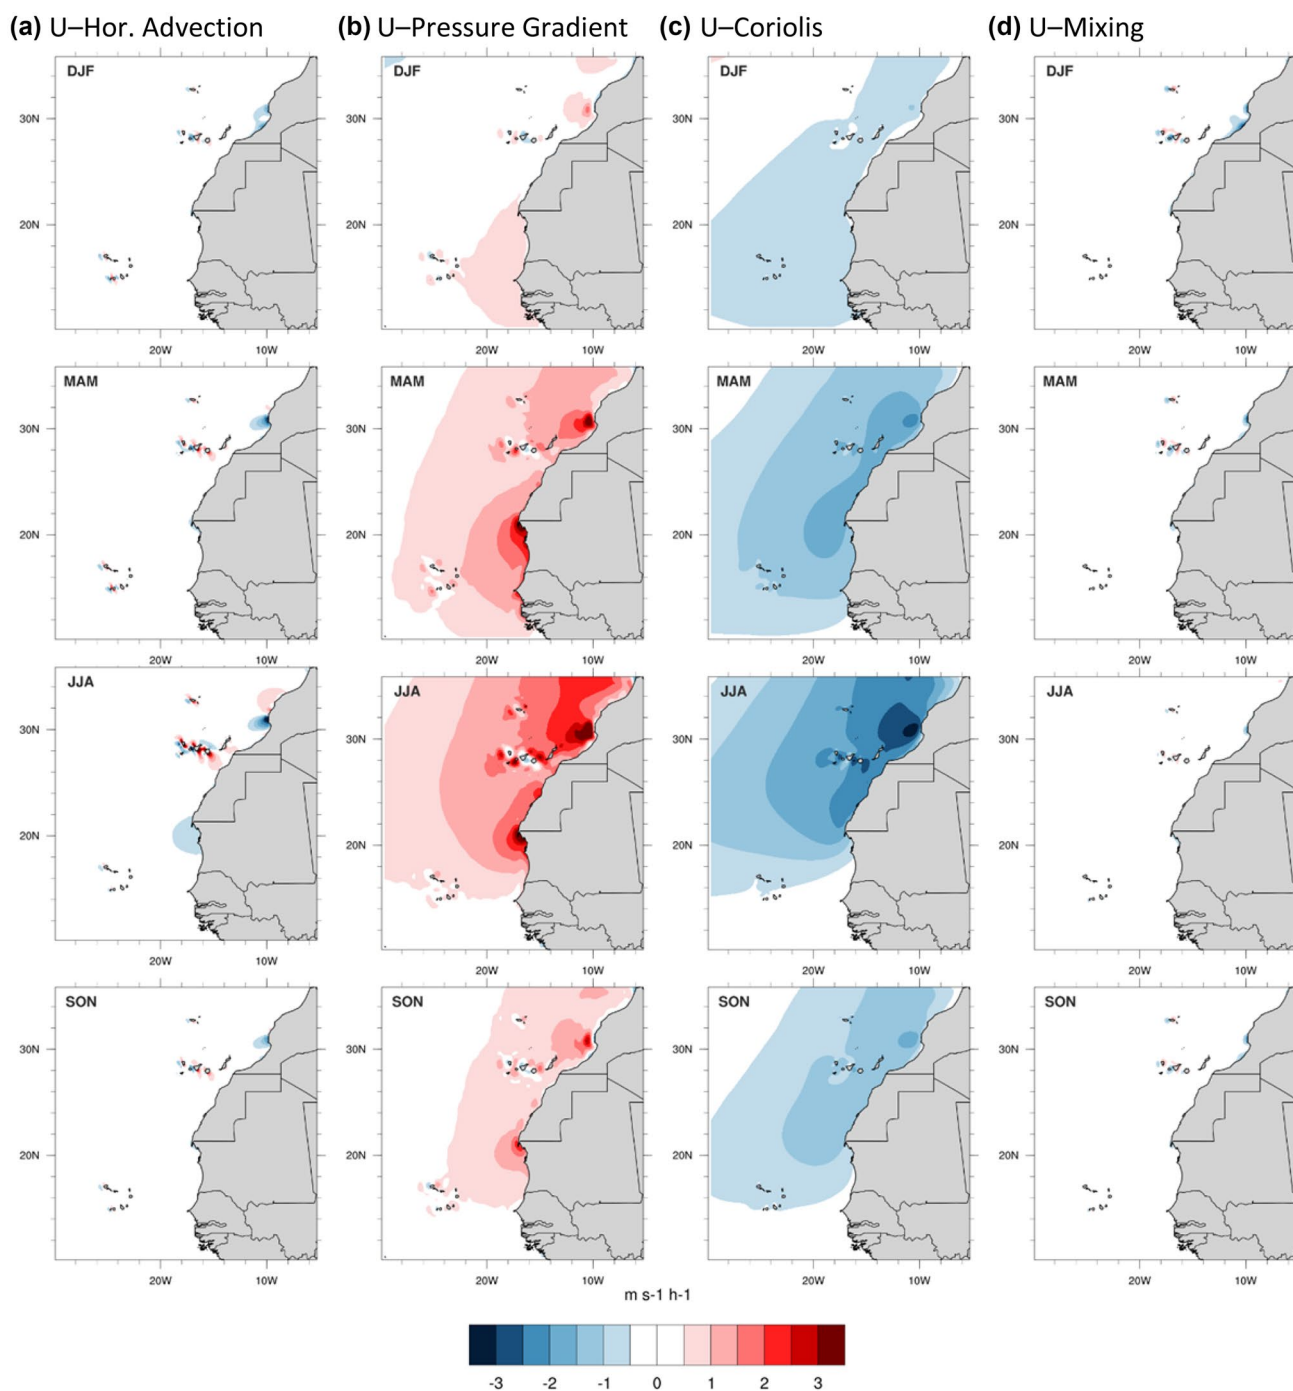 (a) U–Hor. Advection (b) U–Pressure Gradient (c) U–Coriolis (d) U–Mixing
DJF DJF DJF DJF
30N 30N 30N 30N
20N 20N 20N 20N
20W 10W 20W 10W 20W 10W 20W 10W
MAM MAM MAM MAM
30N 30N 30N 30N
20N 20N 20N 20N
20W 10W 20W 10W 20W 10W 20W 10W
JJA JJA JJA JJA
30N 30N 30N 30N
20N 20N 20N 20N
20W 10W 20W 10W 20W 10W 20W 10W
SON SON SON SON
30N 30N 30N 30N
20N 20N 20N 20N
20W 10W 20W 10W 20W 10W 20W 10W
m s-1 h-1
-3 -2 -1 0 1 2 3